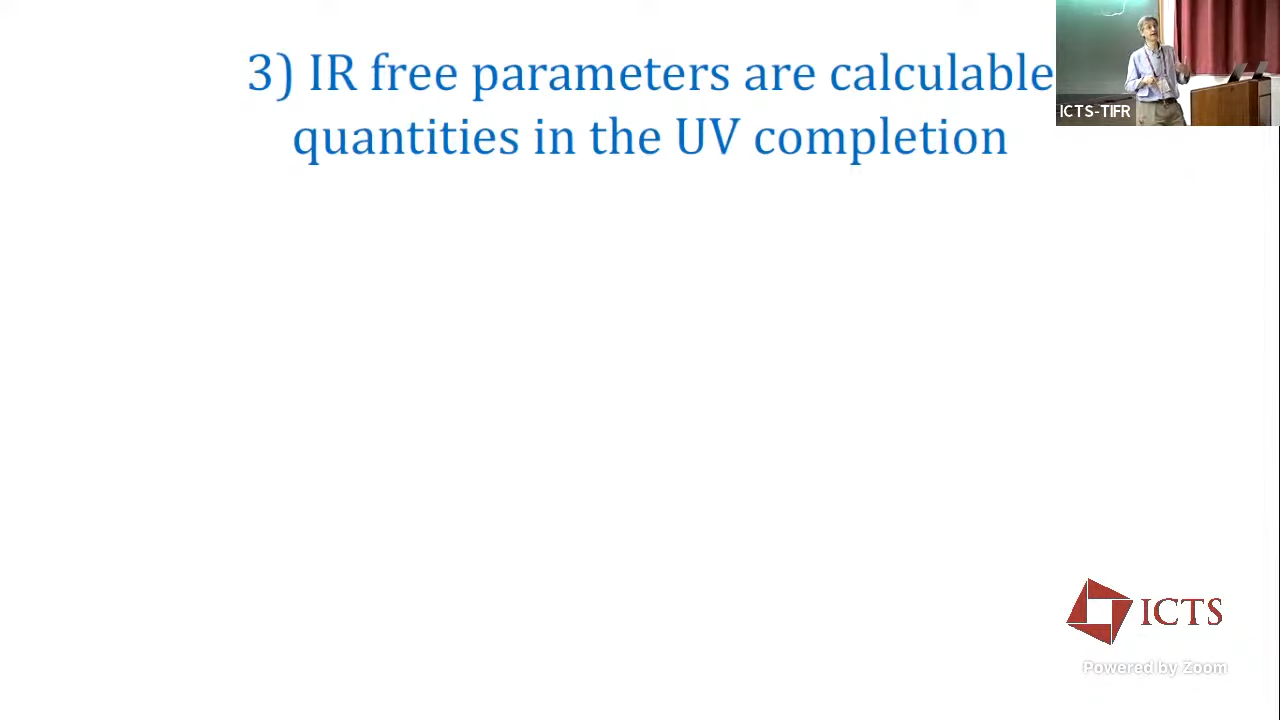 3) IR free parameters are calculable
quantities in the UV completion
ICTS-TIFR
ICTS
Powered by Zoom